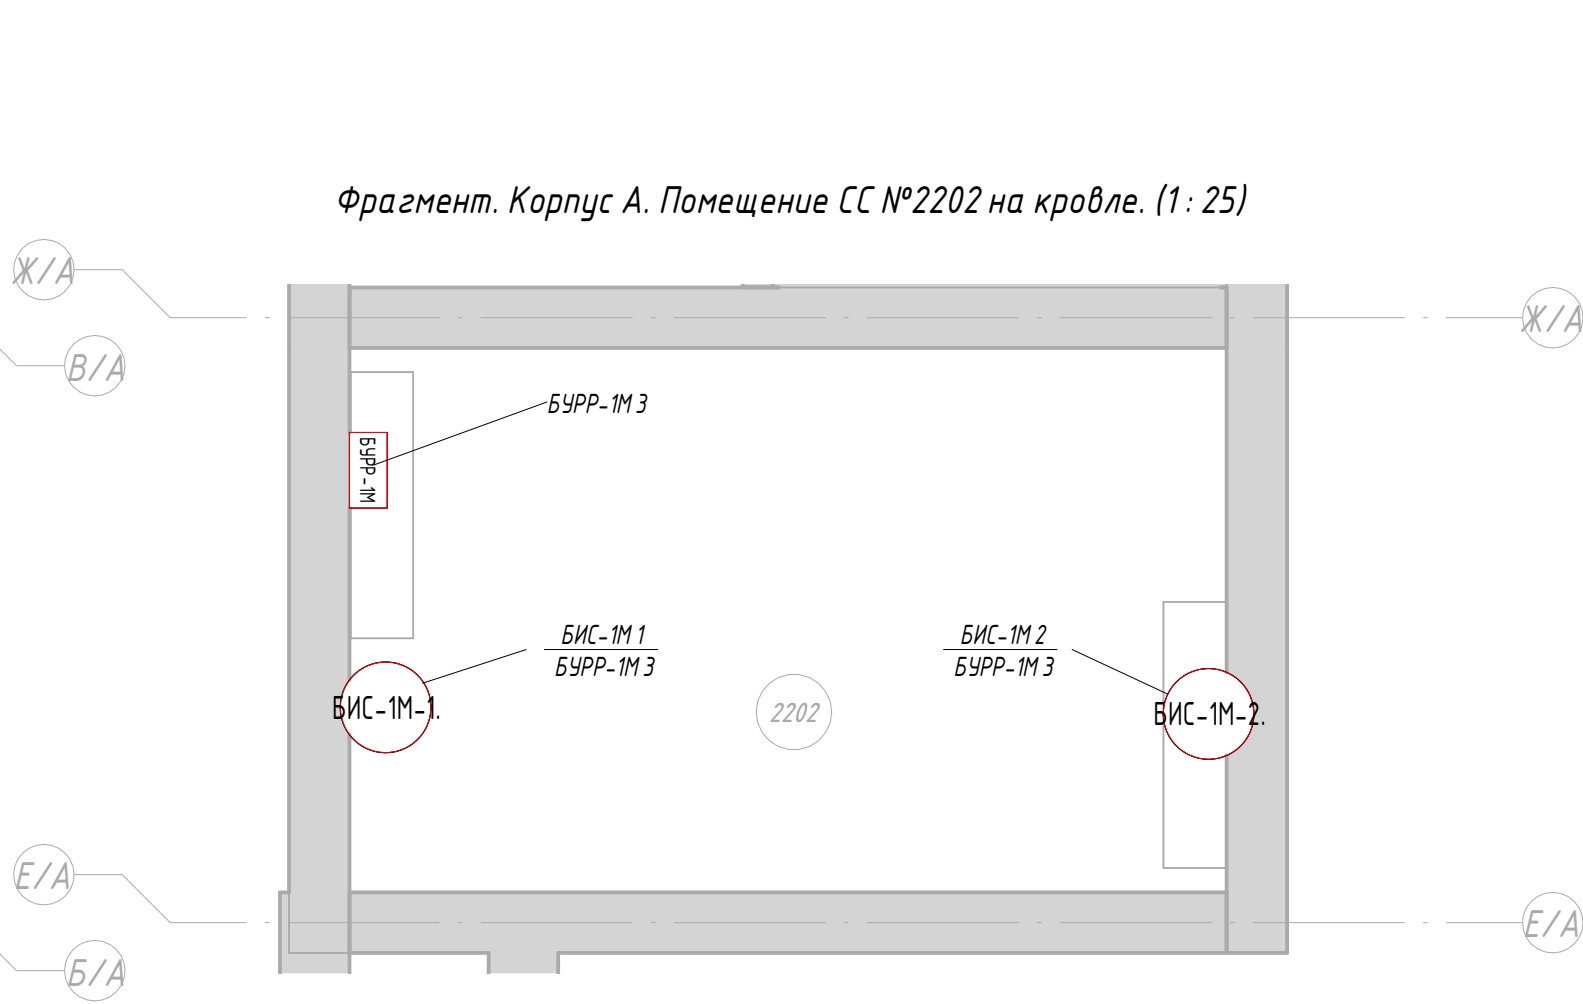 Фрагмент. Корпус А. Помещение СС №2202 на кровле. (1 : 25)
Ж/А
Ж/А
В/А
БУРР-1М 3
БУРР-1М
БИС-1М 1
БУРР-1М 3
БИС-1М 2
БУРР-1М 3
БИС-1М-1.
2202
БИС-1М-2.
Е/А
Е/А
Б/А